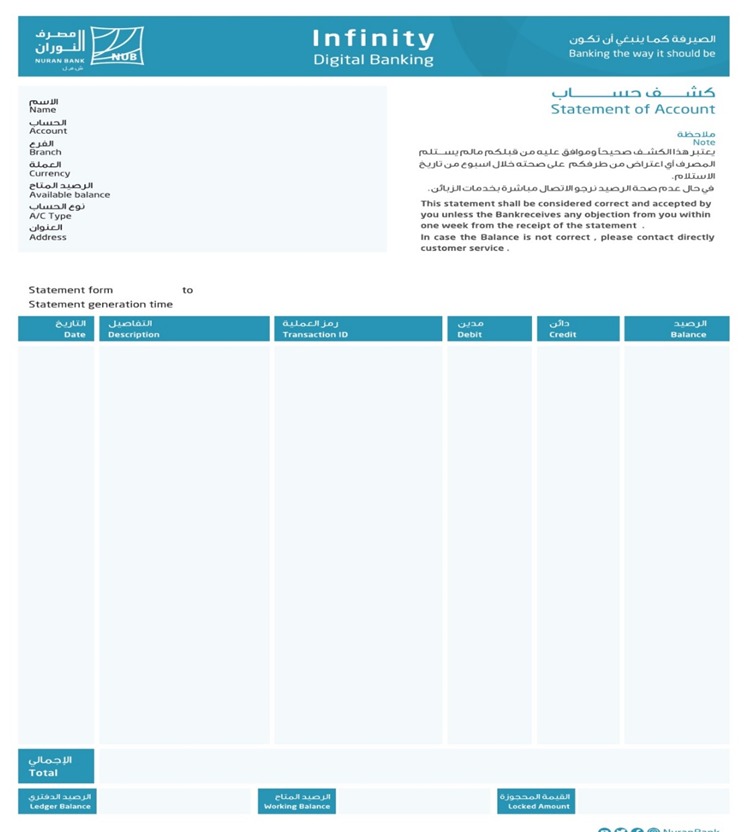 المصرف
النوران
NURAN BANK
ش.م.ل
NUB
Infinity
Digital Banking
الصيرفة كما ينبغي أن تكون
Banking the way it should be
الاسم
Name
الحساب
Account
الفرع
Branch
العملة
Currency
الرصيد المتاح
Available balance
نوع الحساب
A/C Type
العنوان
Address
كشف حساب
Statement of Account
ملاحظة
Note
يعتبر هذا الكشف صحيحاً وموافق عليه من قبلكم مالم يستلم
المصرف أي اعتراض من طرفكم على صحته خلال اسبوع من تاريخ
الاستلام.
في حال عدم صحة الرصيد نرجو الاتصال مباشرة بخدمات الزبائن.
This statement shall be considered correct and accepted by
you unless the Bankreceives any objection from you within
one week from the receipt of the statement .
In case the Balance is not correct , please contact directly
customer service .
Statement form to
Statement generation time
التاريخ التفاصيل رمز العملية مدين دائن الرصيد
Date Description Transaction ID Debit Credit Balance
الإجمالي
Total
الرصيد الدفتري الرصيد المتاح القيمة المحجوزة
Ledger Balance Working Balance Locked Amount
NuranBank